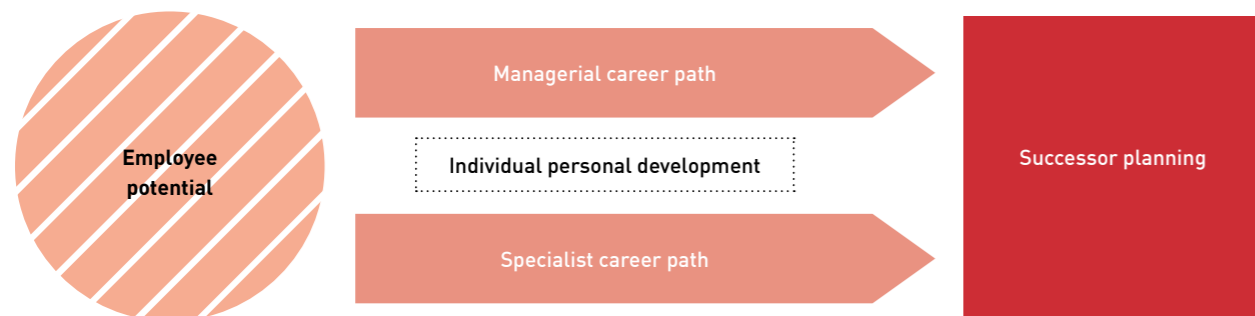 Employee
potential
Managerial career path
Individual personal development
Specialist career path
Successor planning